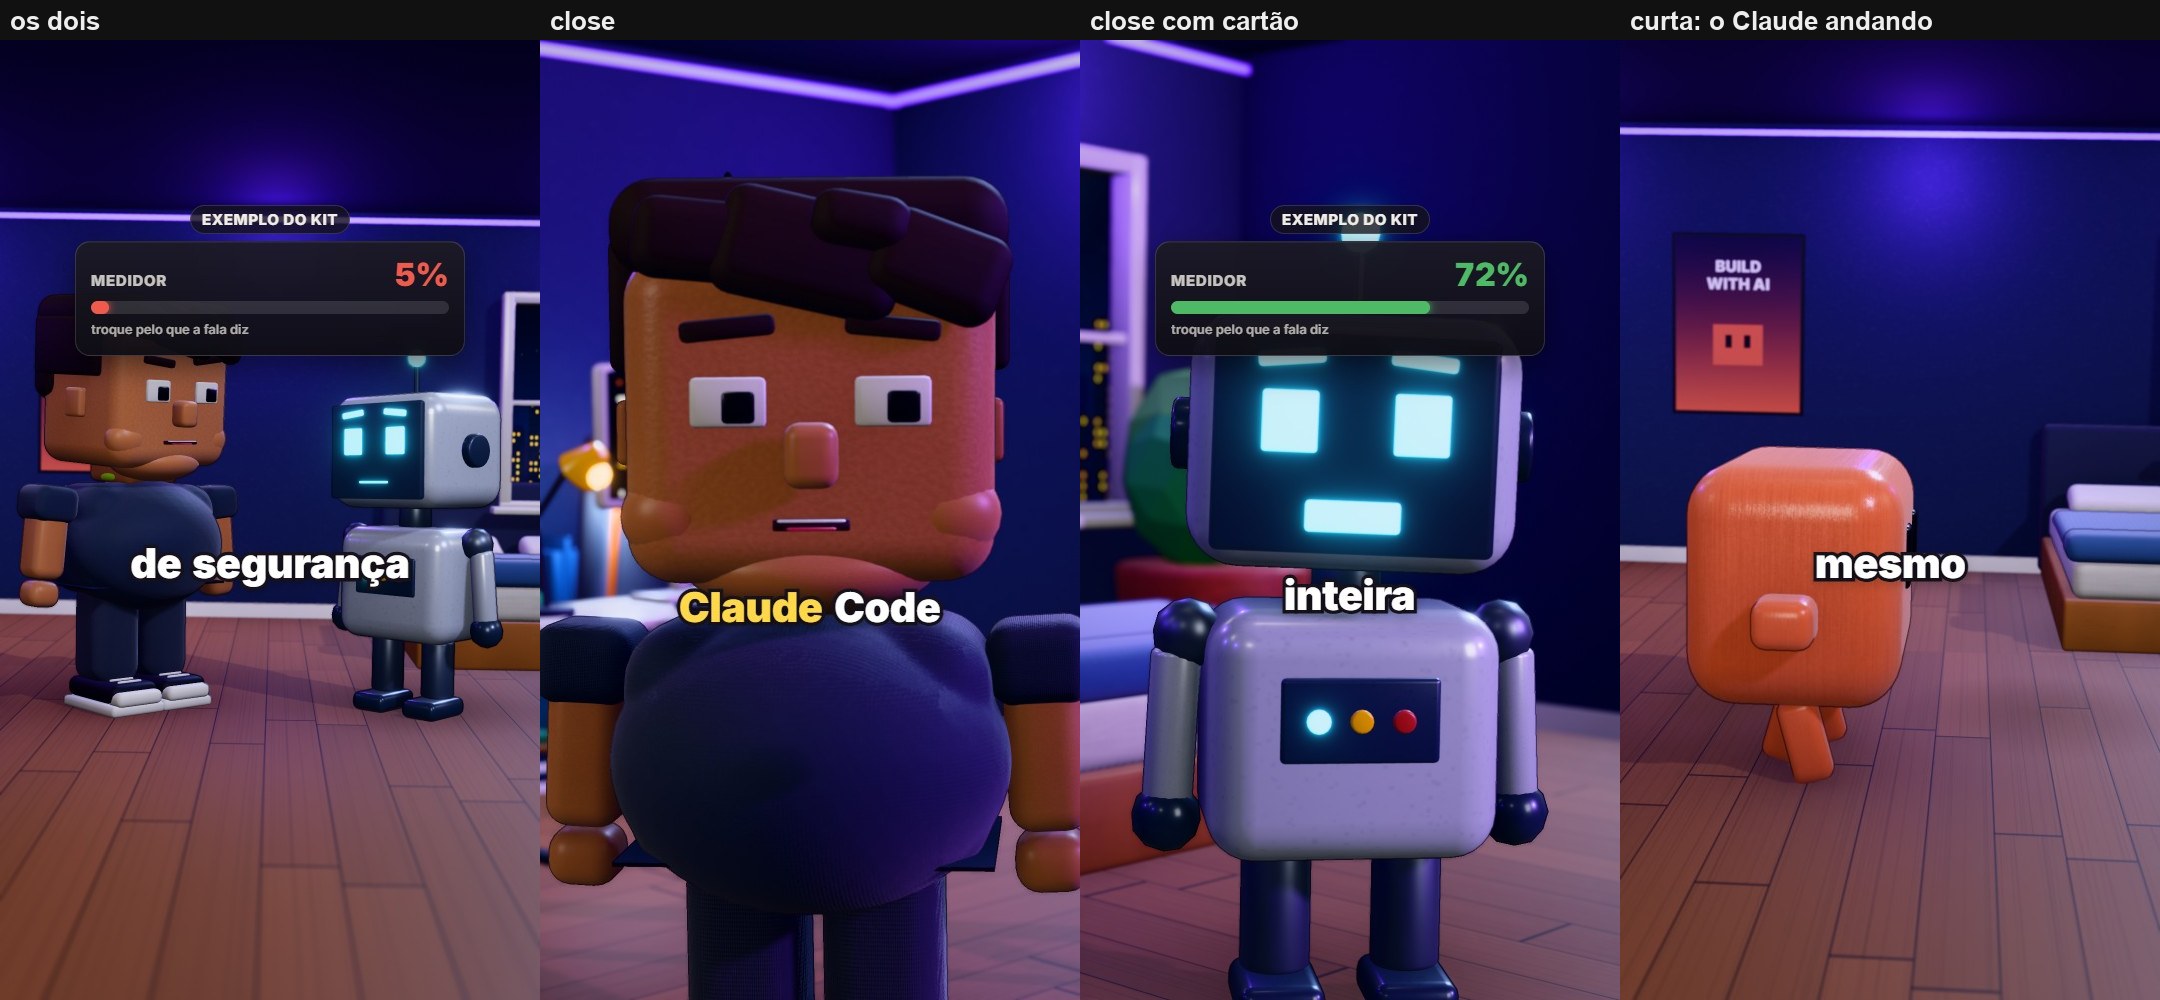 os dois
EXEMPLO DO KIT
MEDIDOR
5%
troque pelo que a fala diz
de segurança
close
Claude Code
close com cartão
EXEMPLO DO KIT
MEDIDOR
72%
troque pelo que a fala diz
inteira
curta: o Claude andando
BUILD
WITH AI
mesmo